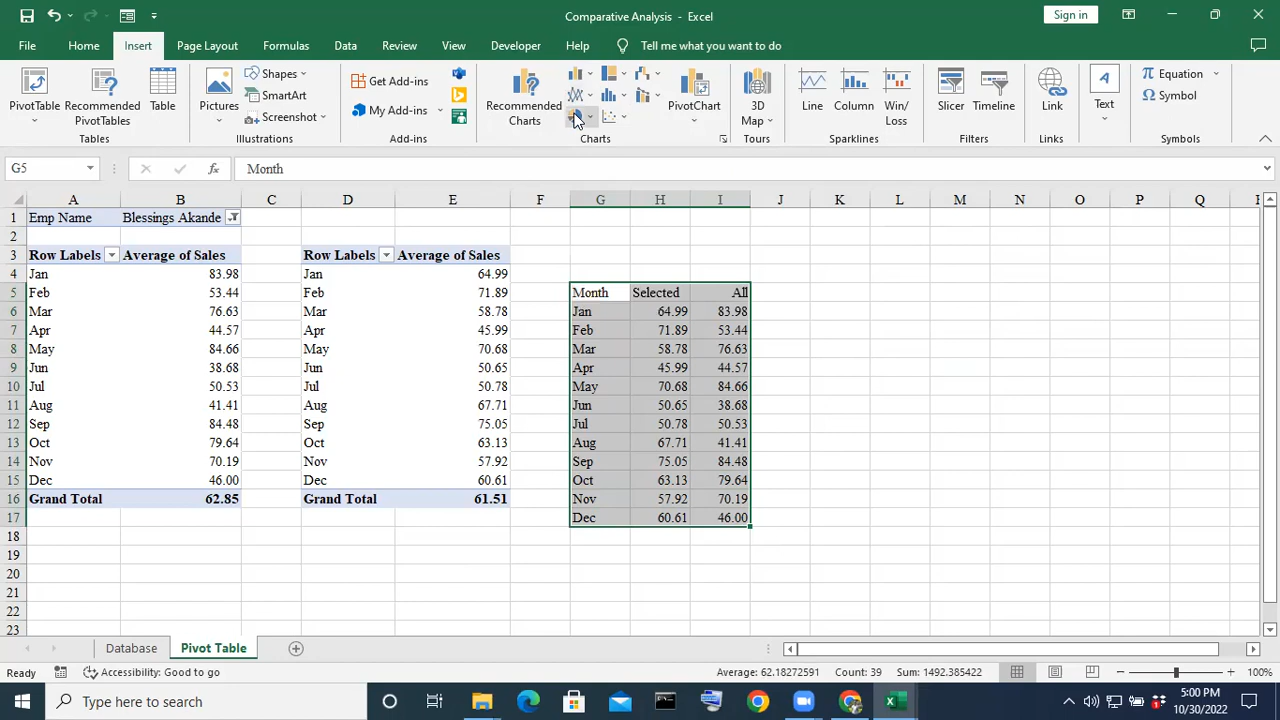 Comparative Analysis - Excel
Sign in
File Home Insert Page Layout Formulas Data Review View Developer Help Tell me what you want to do
PivotTable
Recommended PivotTables
Table
Tables
Pictures
Shapes
SmartArt
Screenshot
Illustrations
Get Add-ins
My Add-ins
Add-ins
Recommended Charts
Charts
PivotChart
3D Map
Tours
Line
Column
Win/ Loss
Sparklines
Slicer
Timeline
Filters
Link
Links
Text
Equation
Symbol
Symbols
G5 Month
A B C D E F G H I J K L M N O P Q
1 Emp Name Blessings Akande
2
3 Row Labels Average of Sales Row Labels Average of Sales
4 Jan 83.98 Jan 64.99
5 Feb 53.44 Feb 71.89 Month Selected All
6 Mar 76.63 Mar 58.78 Jan 64.99 83.98
7 Apr 44.57 Apr 45.99 Feb 71.89 53.44
8 May 84.66 May 70.68 Mar 58.78 76.63
9 Jun 38.68 Jun 50.65 Apr 45.99 44.57
10 Jul 50.53 Jul 50.78 May 70.68 84.66
11 Aug 41.41 Aug 67.71 Jun 50.65 38.68
12 Sep 84.48 Sep 75.05 Jul 50.78 50.53
13 Oct 79.64 Oct 63.13 Aug 67.71 41.41
14 Nov 70.19 Nov 57.92 Sep 75.05 84.48
15 Dec 46.00 Dec 60.61 Oct 63.13 79.64
16 Grand Total 62.85 Grand Total 61.51 Nov 57.92 70.19
17 Dec 60.61 46.00
18
19
20
21
22
23
Database Pivot Table
Ready Accessibility: Good to go Average: 62.18272591 Count: 39 Sum: 1492.385422 100%
Type here to search
5:00 PM
10/30/2022